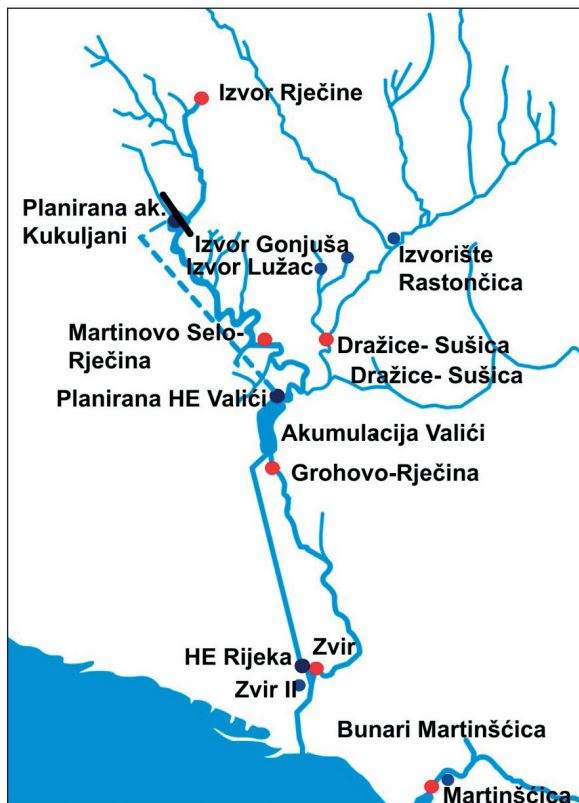 Izvor Rječine
Planirana ak.
Kukuljani
Izvor Gonjuša
Izvor Lužac
Izvorište
Rastončica
Martinovo Selo-
Rječina
Dražice- Sušica
Dražice- Sušica
Planirana HE Valići
Akumulacija Valići
Grohovo-Rječina
HE Rijeka
Zvir
Zvir II
Bunari Martinšćica
Martinšćica